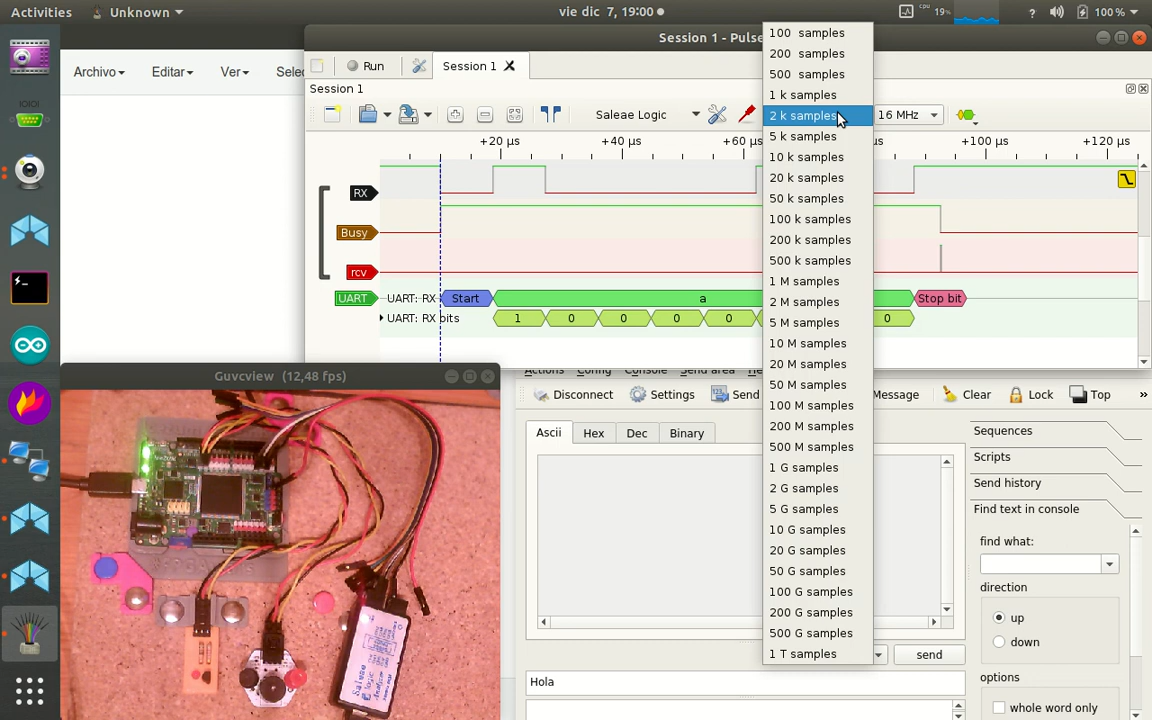 Activities
Unknown
vie dic 7, 19:00
cpu
19%
?
100 %
Session 1 - Pulse
Archivo
Editar
Ver
Run
Session 1
Session 1
Saleae Logic
16 MHz
+20 µs
+40 µs
+100 µs
+120 µs
RX
Busy
rcv
UART
UART: RX
Start
a
Stop bit
UART: RX bits
1
0
0
0
0
0
100 samples
200 samples
500 samples
1 k samples
2 k samples
5 k samples
10 k samples
20 k samples
50 k samples
100 k samples
200 k samples
500 k samples
1 M samples
2 M samples
5 M samples
10 M samples
20 M samples
50 M samples
100 M samples
200 M samples
500 M samples
1 G samples
2 G samples
5 G samples
10 G samples
20 G samples
50 G samples
100 G samples
200 G samples
500 G samples
1 T samples
Guvcview (12,48 fps)
Saleae
Logic
Actions
Config
Console
Send area
Disconnect
Settings
Send
Message
Clear
Lock
Top
»
Ascii
Hex
Dec
Binary
send
Hola
Sequences
Scripts
Send history
Find text in console
find what:
direction
up
down
options
whole word only